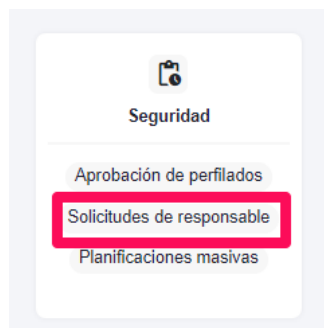 Seguridad
Aprobación de perfilados
Solicitudes de responsable
Planificaciones masivas